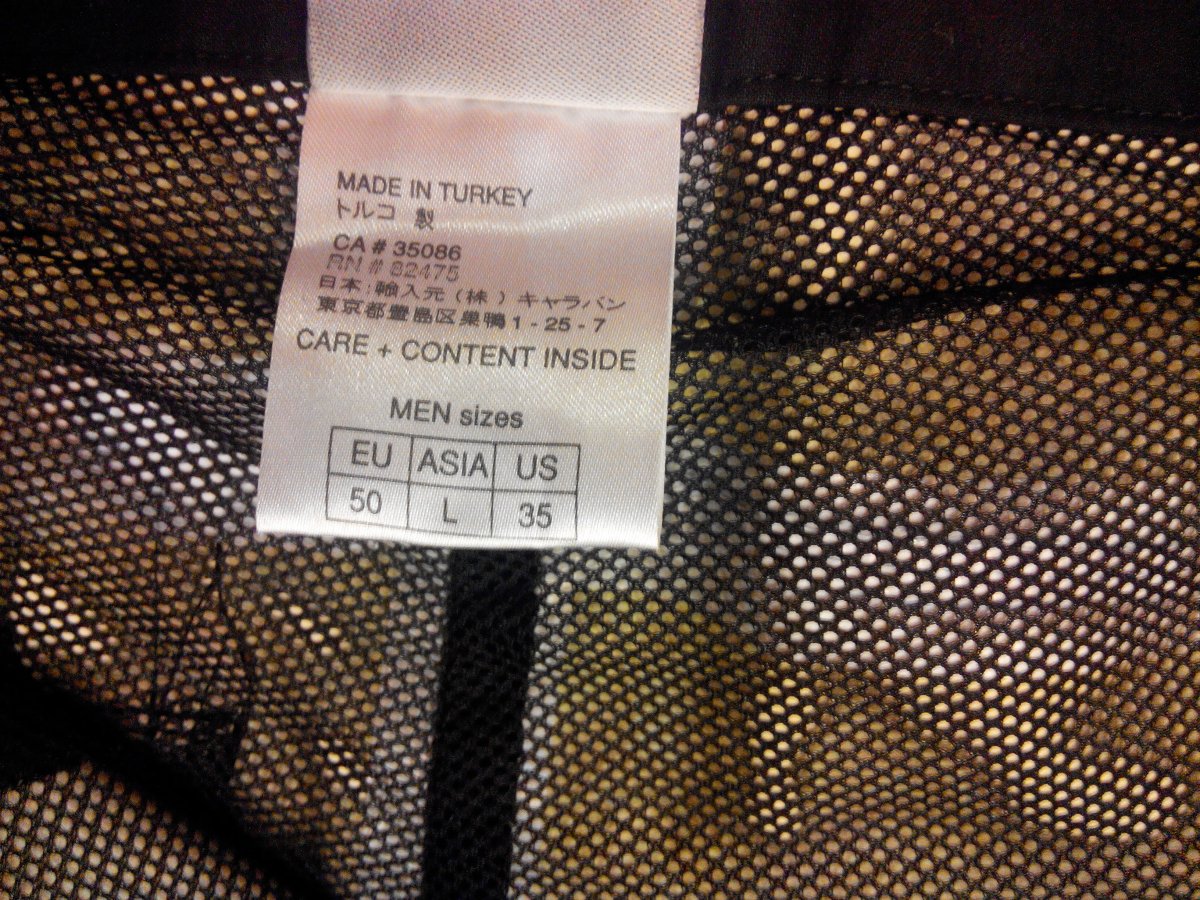 MADE IN TURKEY
トルコ 製
CA # 35086
RN # 82475
日本:輸入元(株)キャラバン
東京都豊島区巣鴨1-25-7
CARE + CONTENT INSIDE
MEN sizes
EU ASIA US
50 L 35